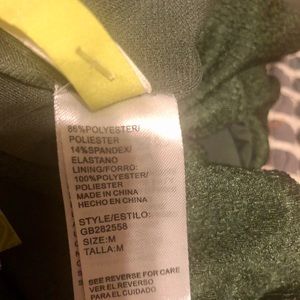 86%POLYESTER/
POLIESTER
14%SPANDEX/
ELASTANO
LINING/FORRO:
100%POLYESTER/
POLIESTER
MADE IN CHINA
HECHO EN CHINA
STYLE/ESTILO:
GB282558
SIZE:M
TALLA:M
SEE REVERSE FOR CARE
VER EL REVERSO
PARA EL CUIDADO